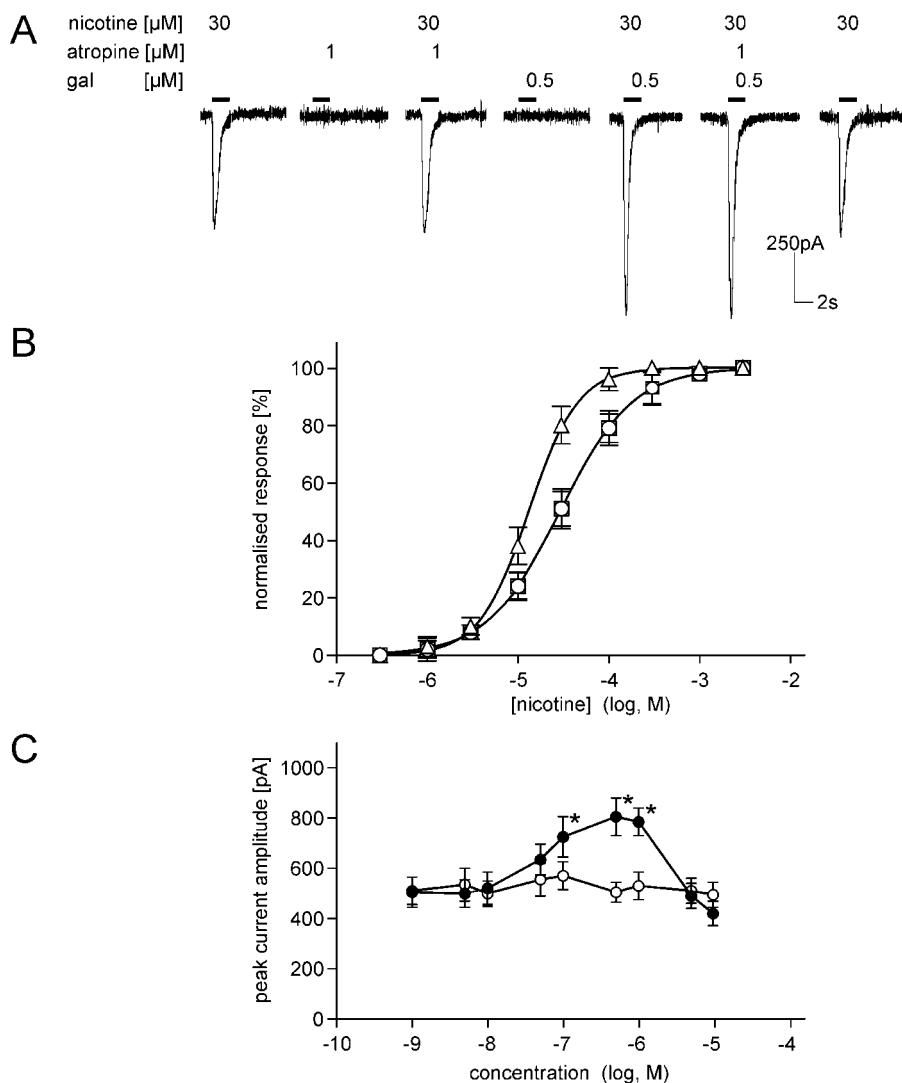 A
nicotine [µM] 30 30 30 30 30
atropine [µM] 1 1 1
gal [µM] 0.5 0.5 0.5
250pA
2s
B
normalised response [%]
100
80
60
40
20
0
-7 -6 -5 -4 -3 -2
[nicotine] (log, M)
C
peak current amplitude [pA]
1000
800
600
400
200
0
* * *
-10 -9 -8 -7 -6 -5 -4
concentration (log, M)